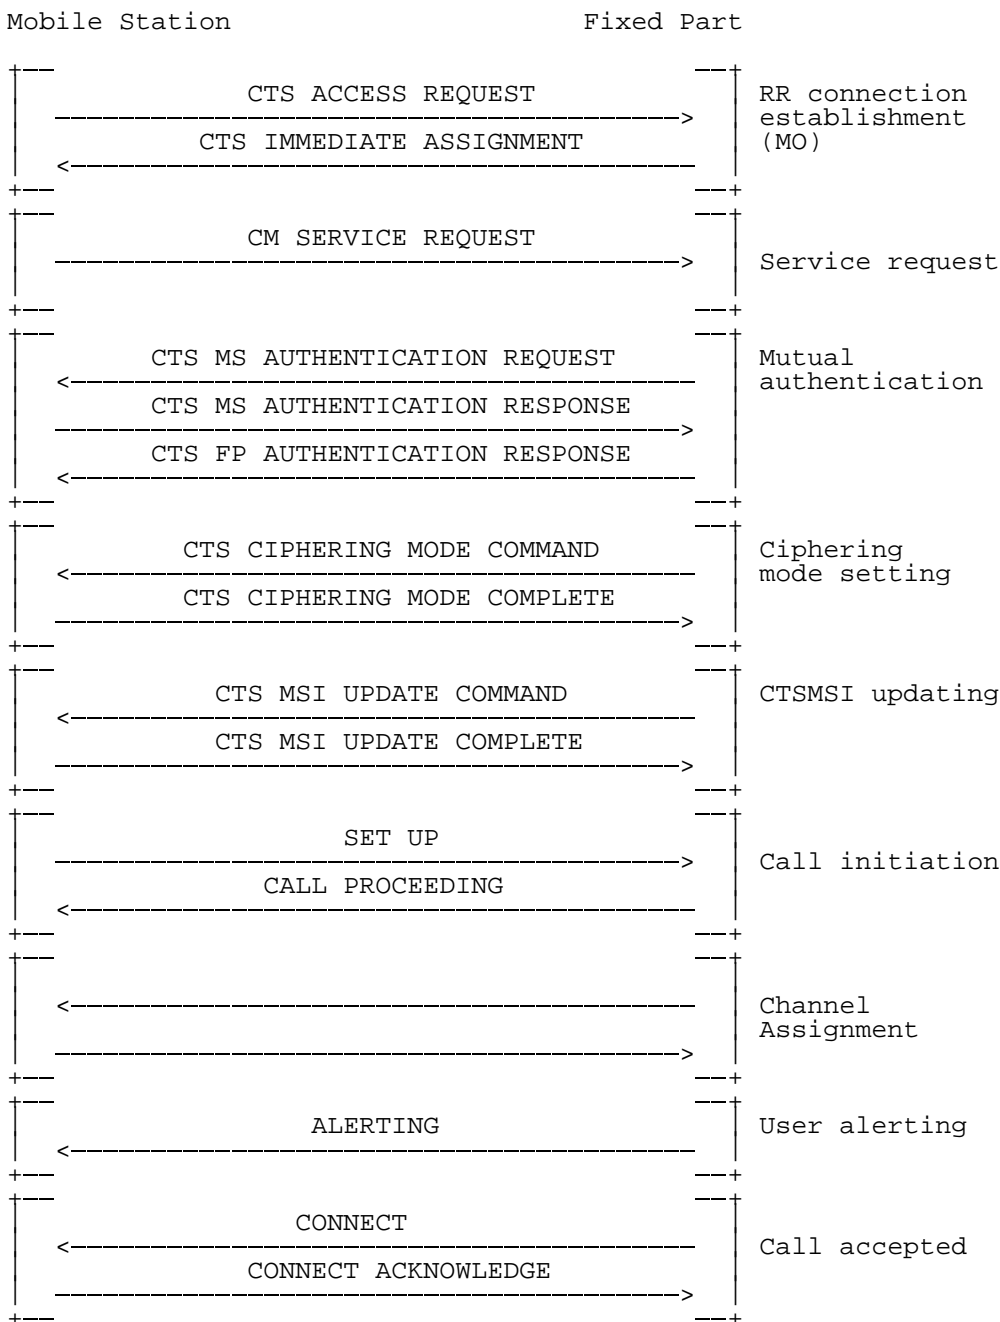 Mobile Station Fixed Part
CTS ACCESS REQUEST RR connection
establishment
CTS IMMEDIATE ASSIGNMENT (MO)
CM SERVICE REQUEST
Service request
CTS MS AUTHENTICATION REQUEST Mutual
authentication
CTS MS AUTHENTICATION RESPONSE
CTS FP AUTHENTICATION RESPONSE
CTS CIPHERING MODE COMMAND Ciphering
mode setting
CTS CIPHERING MODE COMPLETE
CTS MSI UPDATE COMMAND CTSMSI updating
CTS MSI UPDATE COMPLETE
SET UP
Call initiation
CALL PROCEEDING
Channel
Assignment
ALERTING User alerting
CONNECT
Call accepted
CONNECT ACKNOWLEDGE